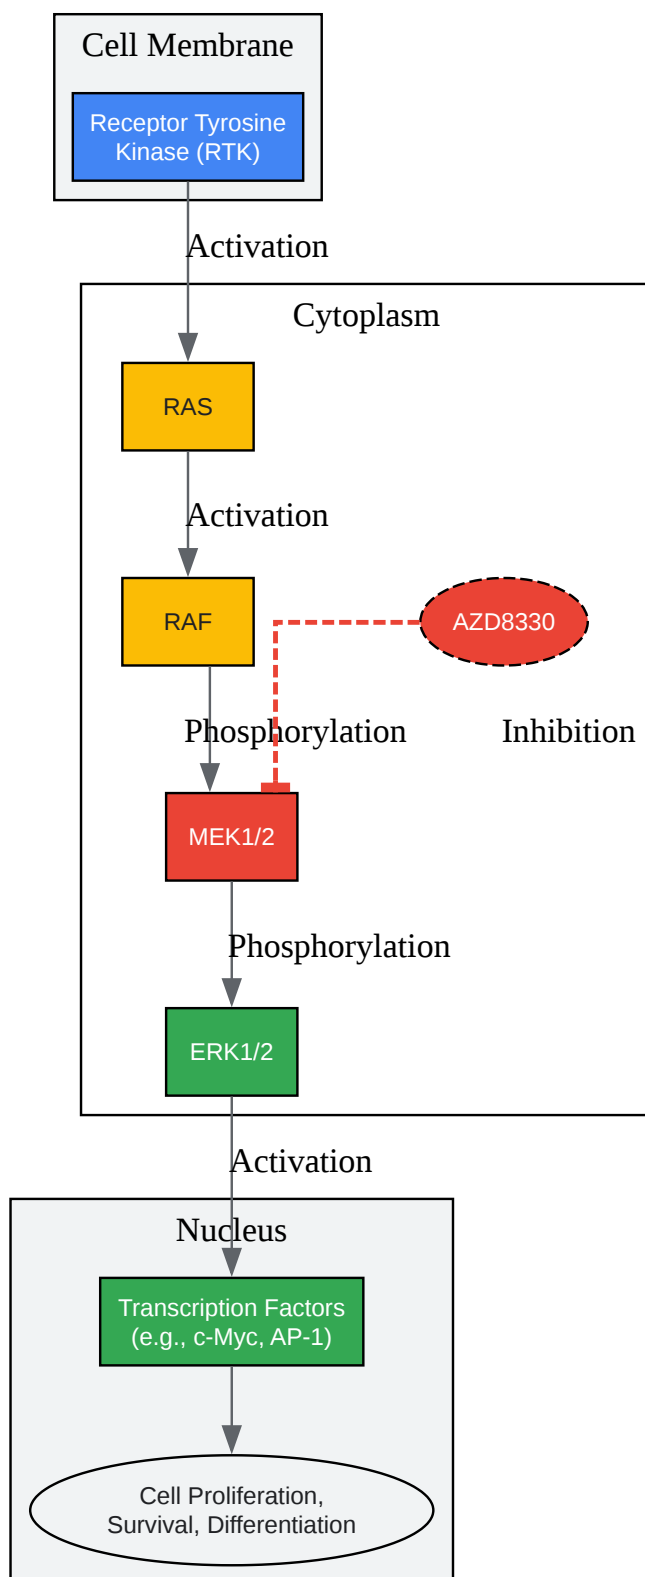 Cell Membrane
Receptor Tyrosine
Kinase (RTK)
Activation
Cytoplasm
RAS
Activation
RAF
AZD8330
Phosphorylation
Inhibition
MEK1/2
Phosphorylation
ERK1/2
Activation
Nucleus
Transcription Factors
(e.g., c-Myc, AP-1)
Cell Proliferation,
Survival, Differentiation